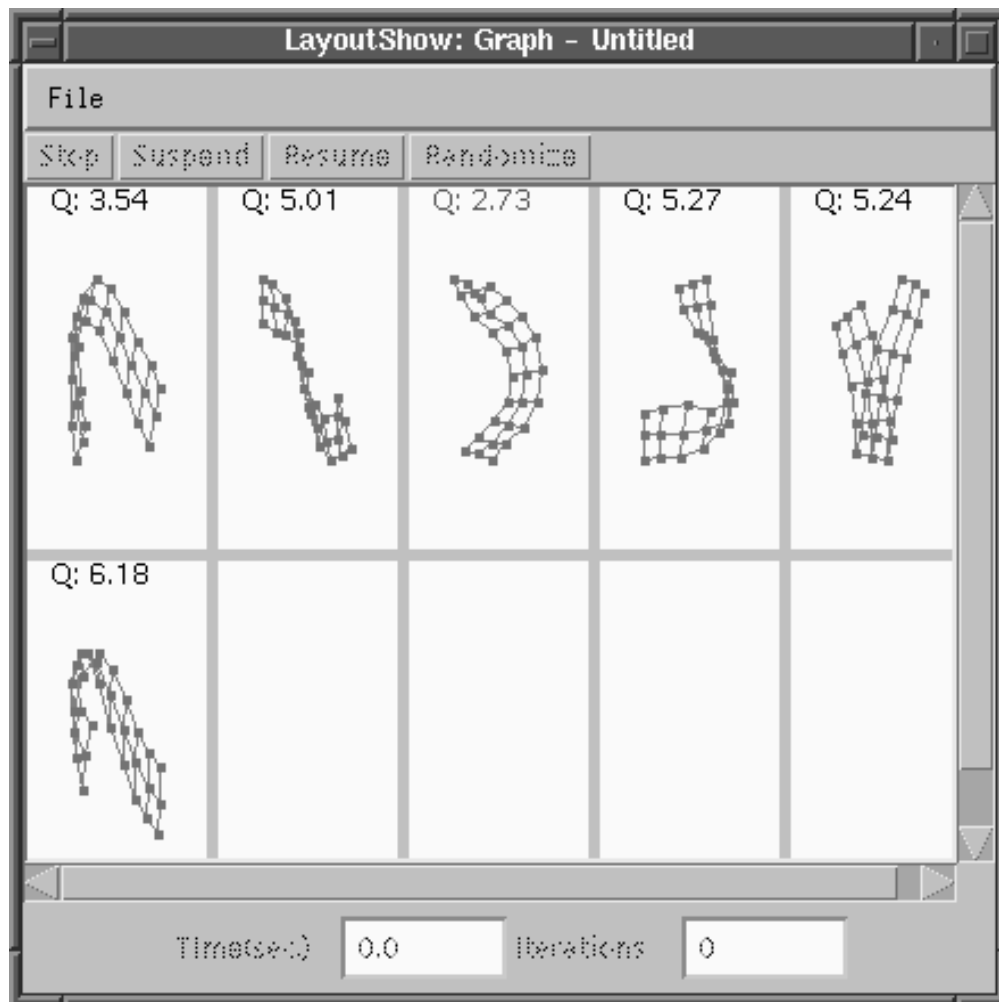 LayoutShow: Graph – Untitled
File
Stop Suspend Resume Randomize
Q: 3.54 Q: 5.01 Q: 2.73 Q: 5.27 Q: 5.24
Q: 6.18
Time(sec) 0.0 Iterations 0